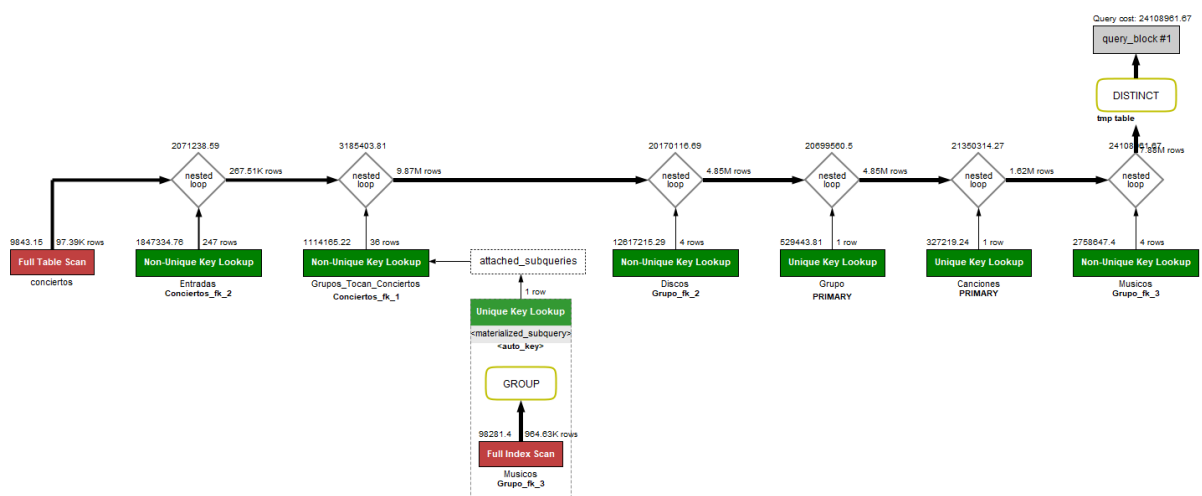 Query cost: 24108961.67
query_block #1
DISTINCT
tmp table
2071238.59
3185403.81
20170116.69
20699560.5
21350314.27
24108961.67
7.88M rows
nested loop
267.51K rows
nested loop
9.87M rows
nested loop
4.85M rows
nested loop
4.85M rows
nested loop
1.62M rows
nested loop
9843.15
97.39K rows
Full Table Scan
conciertos
1847334.76
247 rows
Non-Unique Key Lookup
Entradas
Conciertos_fk_2
1114165.22
36 rows
Non-Unique Key Lookup
Grupos_Tocan_Conciertos
Conciertos_fk_1
attached_subqueries
1 row
Unique Key Lookup
<materialized_subquery>
<auto_key>
GROUP
98281.4
964.63K rows
Full Index Scan
Musicos
Grupo_fk_3
12617215.29
4 rows
Non-Unique Key Lookup
Discos
Grupo_fk_2
529443.81
1 row
Unique Key Lookup
Grupo
PRIMARY
327219.24
1 row
Unique Key Lookup
Canciones
PRIMARY
2758647.4
4 rows
Non-Unique Key Lookup
Musicos
Grupo_fk_3